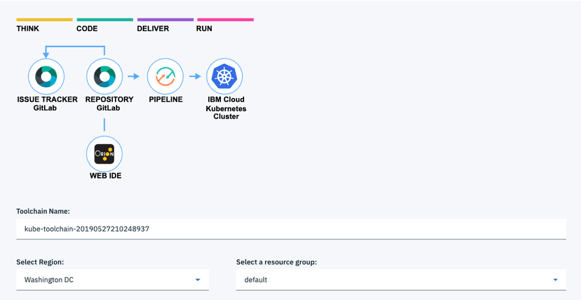 THINK
CODE
DELIVER
RUN
ISSUE TRACKER
GitLab
REPOSITORY
GitLab
PIPELINE
IBM Cloud
Kubernetes
Cluster
ORION
WEB IDE
Toolchain Name:
kube-toolchain-20190527210248937
Select Region:
Select a resource group:
Washington DC
default